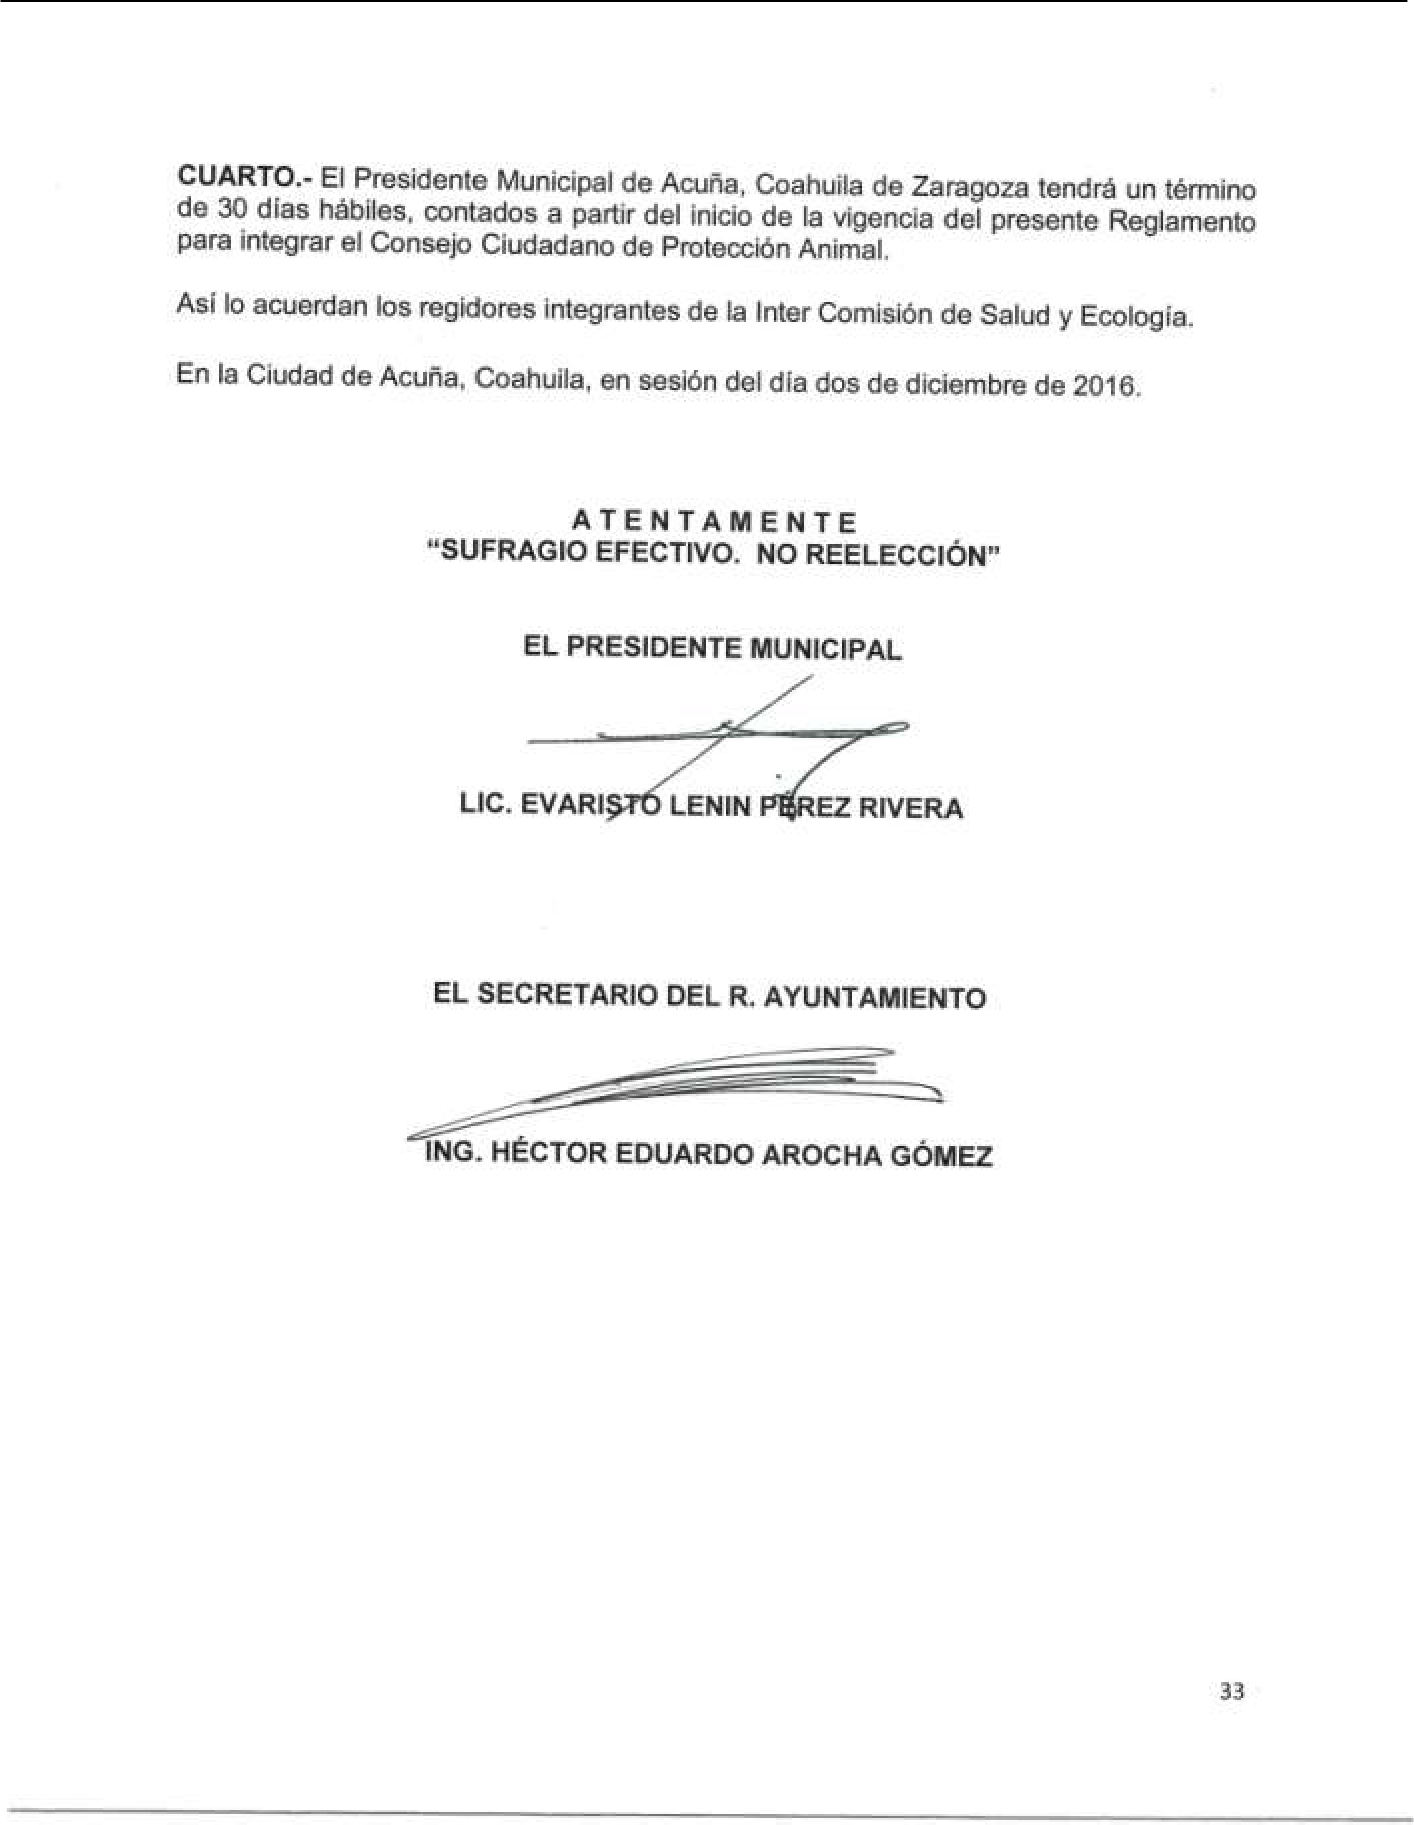 CUARTO.- El Presidente Municipal de Acuña, Coahuila de Zaragoza tendrá un término
de 30 días hábiles, contados a partir del inicio de la vigencia del presente Reglamento
para integrar el Consejo Ciudadano de Protección Animal.
Así lo acuerdan los regidores integrantes de la Inter Comisión de Salud y Ecología.
En la Ciudad de Acuña, Coahuila, en sesión del día dos de diciembre de 2016.
A T E N T A M E N T E
“SUFRAGIO EFECTIVO. NO REELECCIÓN”
EL PRESIDENTE MUNICIPAL
LIC. EVARISTO LENIN PÉREZ RIVERA
EL SECRETARIO DEL R. AYUNTAMIENTO
ING. HÉCTOR EDUARDO AROCHA GÓMEZ
33